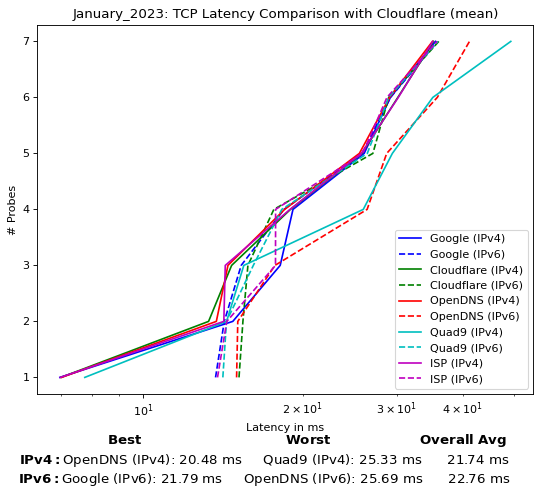 January_2023: TCP Latency Comparison with Cloudflare (mean)
# Probes
7
6
5
4
3
2
1
Google (IPv4)
Google (IPv6)
Cloudflare (IPv4)
Cloudflare (IPv6)
OpenDNS (IPv4)
OpenDNS (IPv6)
Quad9 (IPv4)
Quad9 (IPv6)
ISP (IPv4)
ISP (IPv6)
10¹ 2 × 10¹ 3 × 10¹ 4 × 10¹
Latency in ms
Best Worst Overall Avg
IPv4: OpenDNS (IPv4): 20.48 ms Quad9 (IPv4): 25.33 ms 21.74 ms
IPv6: Google (IPv6): 21.79 ms OpenDNS (IPv6): 25.69 ms 22.76 ms